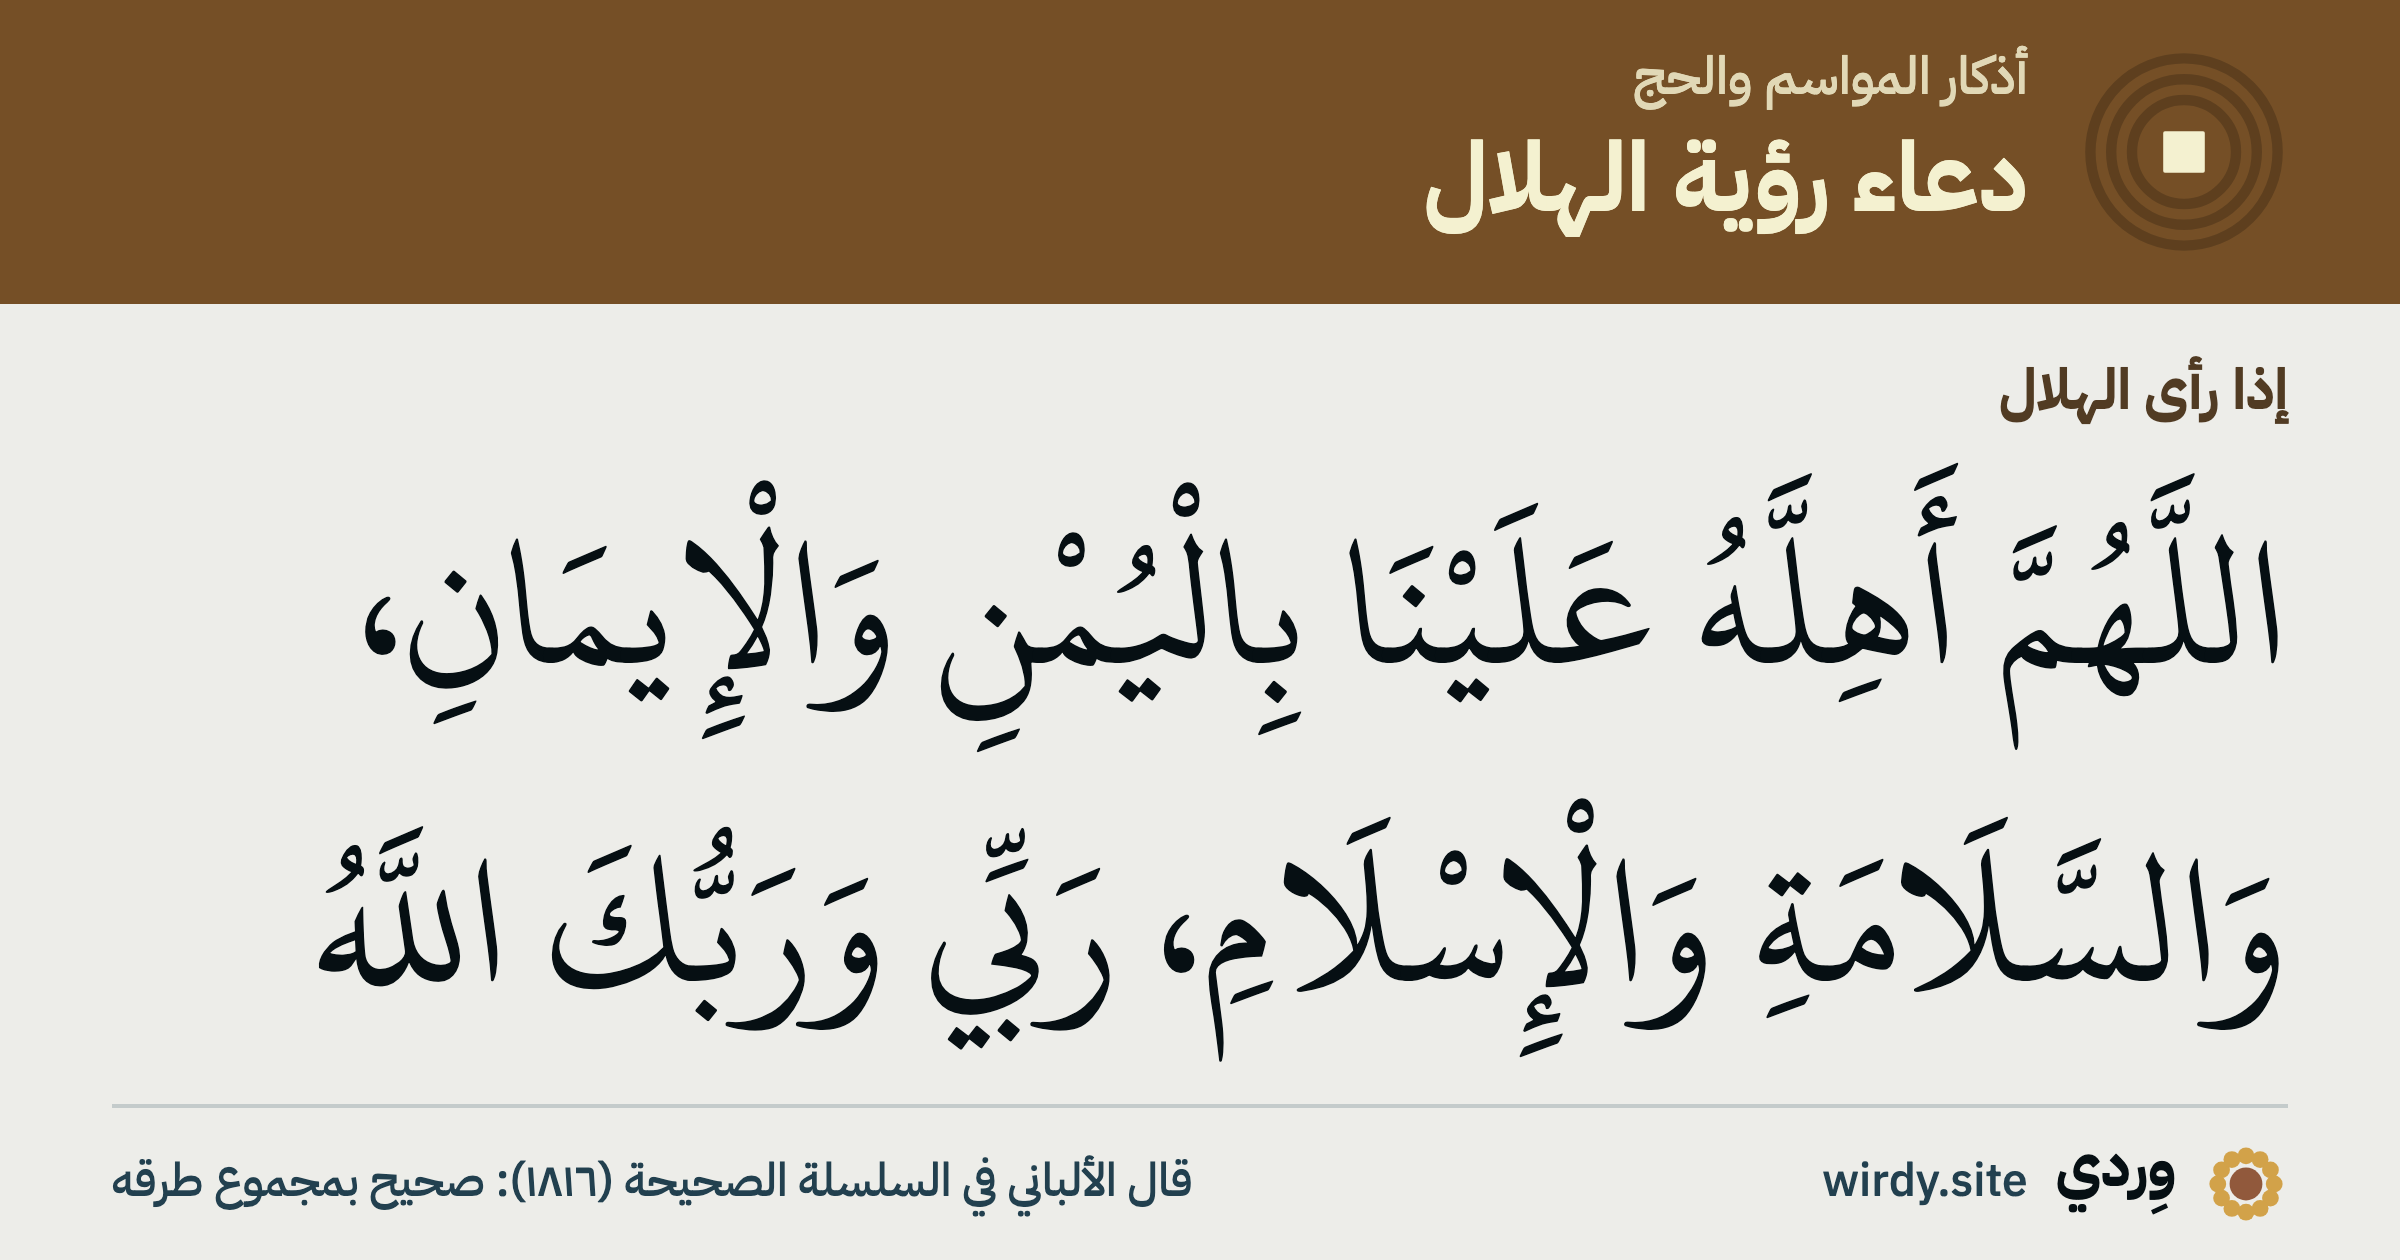 أذكار المواسم والحج
دعاء رؤية الهلال
إذا رأى الهلال
اللَّهُمَّ أَهِلَّهُ عَلَيْنَا بِالْيُمْنِ وَالْإِيمَانِ،
وَالسَّلَامَةِ وَالْإِسْلَامِ، رَبِّي وَرَبُّكَ اللَّهُ
وِردي wirdy.site
قال الألباني في السلسلة الصحيحة (١٨١٦): صحيح بمجموع طرقه